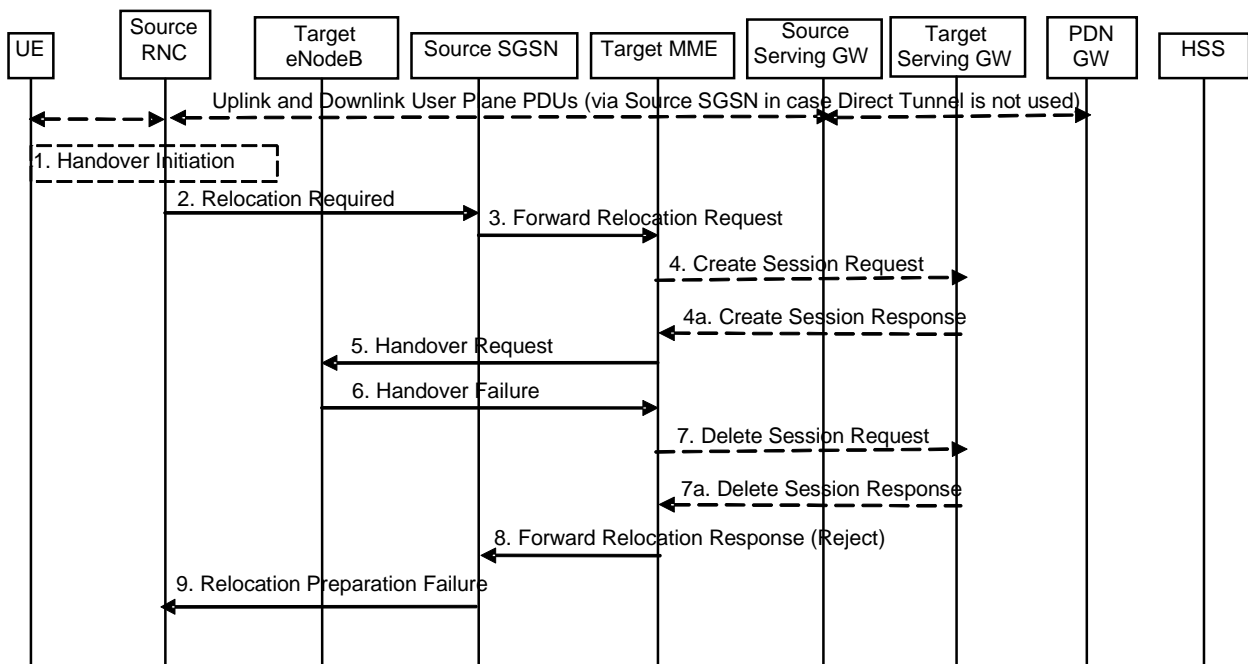 UE
Source
RNC
Target
eNodeB
Source SGSN
Target MME
Source
Serving GW
Target
Serving GW
PDN
GW
HSS
Uplink and Downlink User Plane PDUs (via Source SGSN in case Direct Tunnel is not used)
1. Handover Initiation
2. Relocation Required
3. Forward Relocation Request
4. Create Session Request
4a. Create Session Response
5. Handover Request
6. Handover Failure
7. Delete Session Request
7a. Delete Session Response
8. Forward Relocation Response (Reject)
9. Relocation Preparation Failure